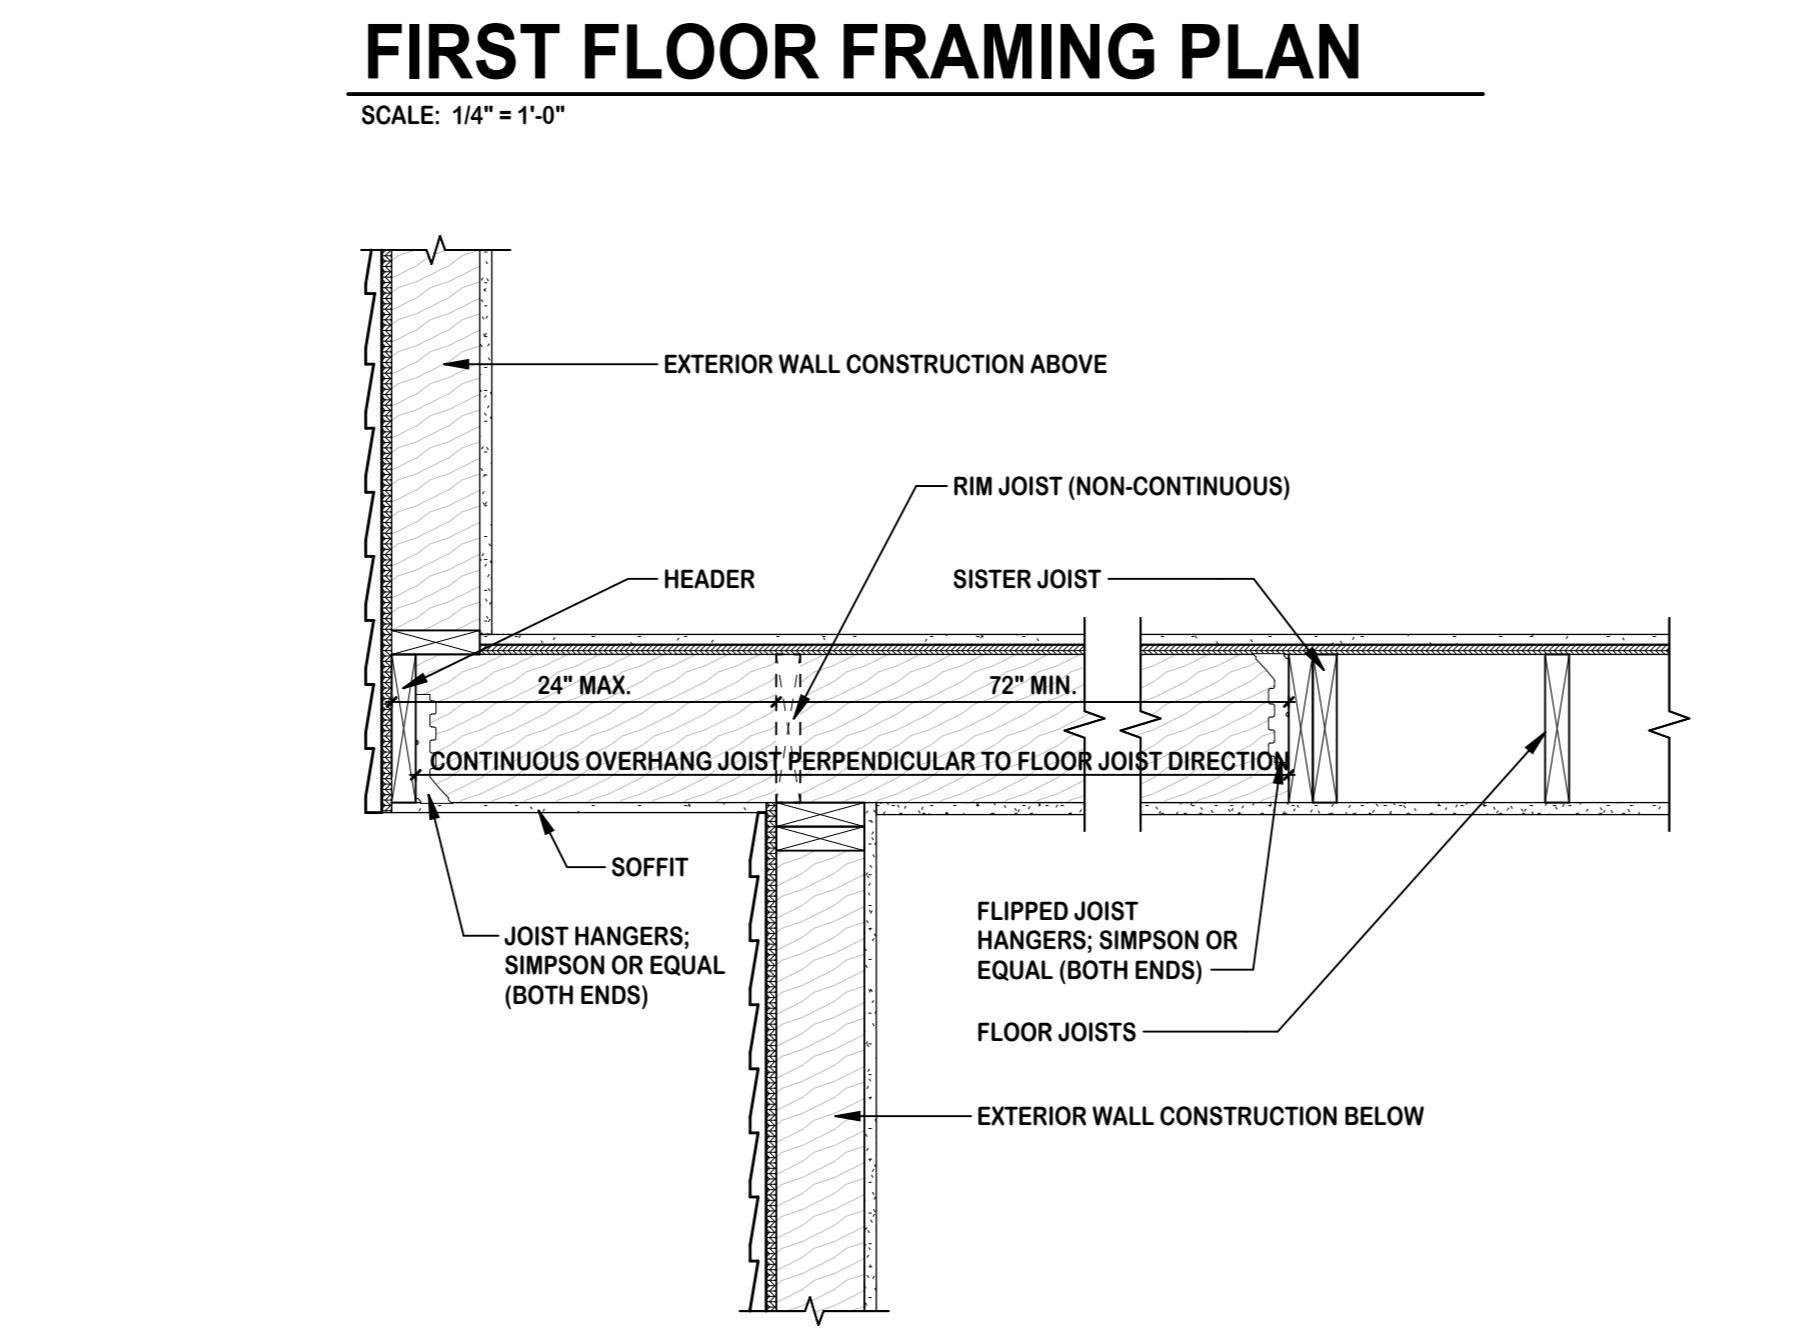 FIRST FLOOR FRAMING PLAN
SCALE: 1/4" = 1'-0"
EXTERIOR WALL CONSTRUCTION ABOVE
RIM JOIST (NON-CONTINUOUS)
HEADER
SISTER JOIST
24" MAX.
72" MIN.
CONTINUOUS OVERHANG JOIST PERPENDICULAR TO FLOOR JOIST DIRECTION
SOFFIT
JOIST HANGERS;
SIMPSON OR EQUAL
(BOTH ENDS)
FLIPPED JOIST
HANGERS; SIMPSON OR
EQUAL (BOTH ENDS)
FLOOR JOISTS
EXTERIOR WALL CONSTRUCTION BELOW